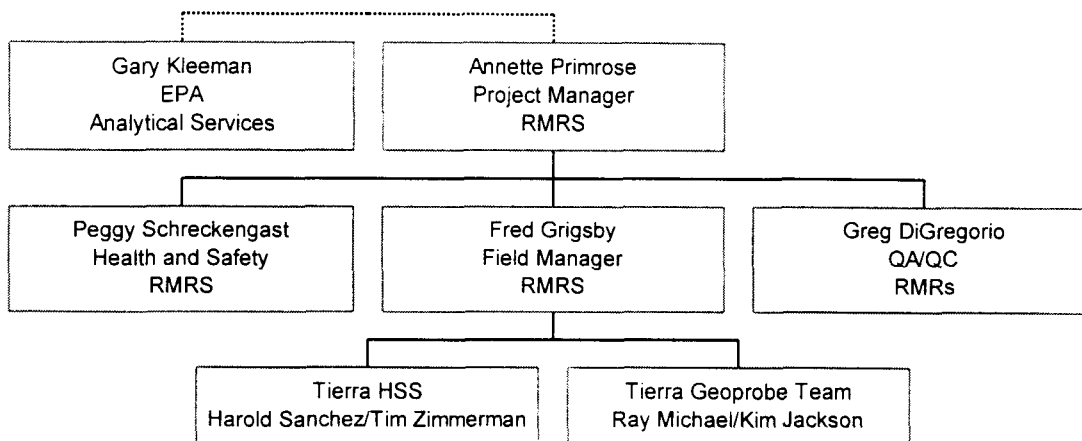 Gary Kleeman
EPA
Analytical Services
Annette Primrose
Project Manager
RMRS
Peggy Schreckengast
Health and Safety
RMRS
Fred Grigsby
Field Manager
RMRS
Greg DiGregorio
QA/QC
RMRs
Tierra HSS
Harold Sanchez/Tim Zimmerman
Tierra Geoprobe Team
Ray Michael/Kim Jackson